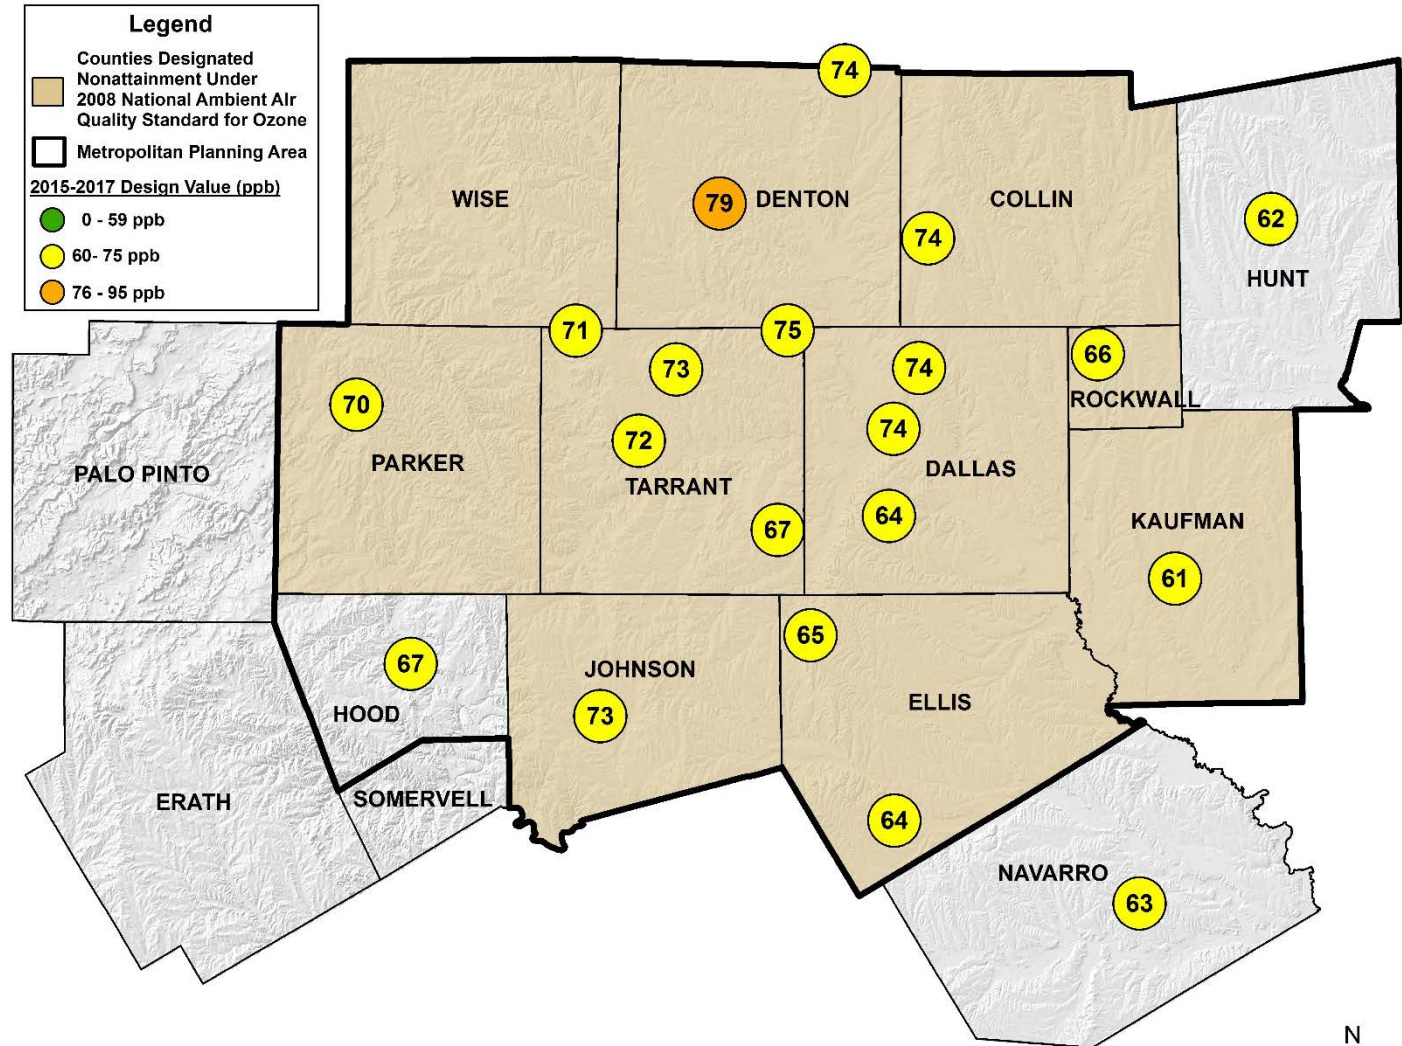 Legend
Counties Designated
Nonattainment Under
2008 National Ambient Air
Quality Standard for Ozone
Metropolitan Planning Area
2015-2017 Design Value (ppb)
0 - 59 ppb
60- 75 ppb
76 - 95 ppb
74
WISE
79
DENTON
COLLIN
74
62
HUNT
71
75
73
74
66
ROCKWALL
70
72
74
PALO PINTO
PARKER
TARRANT
DALLAS
67
64
KAUFMAN
61
67
HOOD
JOHNSON
73
65
ELLIS
ERATH
SOMERVELL
64
NAVARRO
63
N